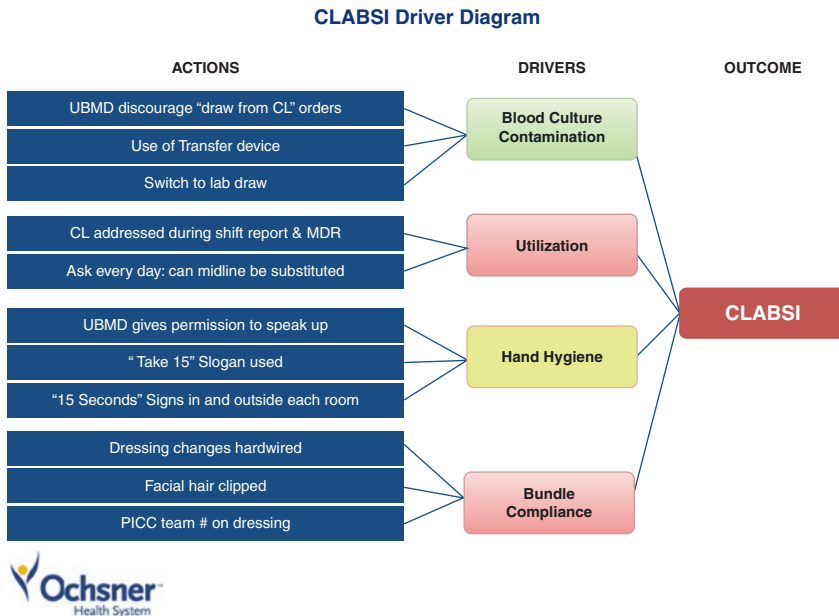 CLABSI Driver Diagram
ACTIONS
DRIVERS
OUTCOME
UBMD discourage “draw from CL” orders
Use of Transfer device
Switch to lab draw
Blood Culture
Contamination
CL addressed during shift report & MDR
Ask every day: can midline be substituted
Utilization
CLABSI
UBMD gives permission to speak up
“ Take 15” Slogan used
“15 Seconds” Signs in and outside each room
Hand Hygiene
Dressing changes hardwired
Facial hair clipped
PICC team # on dressing
Bundle
Compliance
Ochsner™
Health System